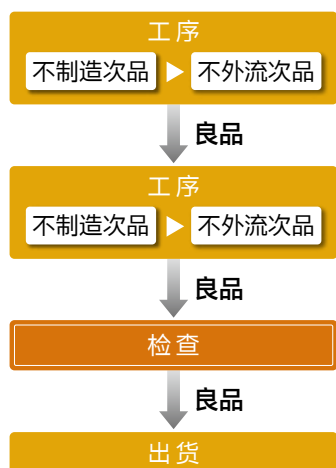 工序
不制造次品 不外流次品
良品
工序
不制造次品 不外流次品
良品
检查
良品
出货